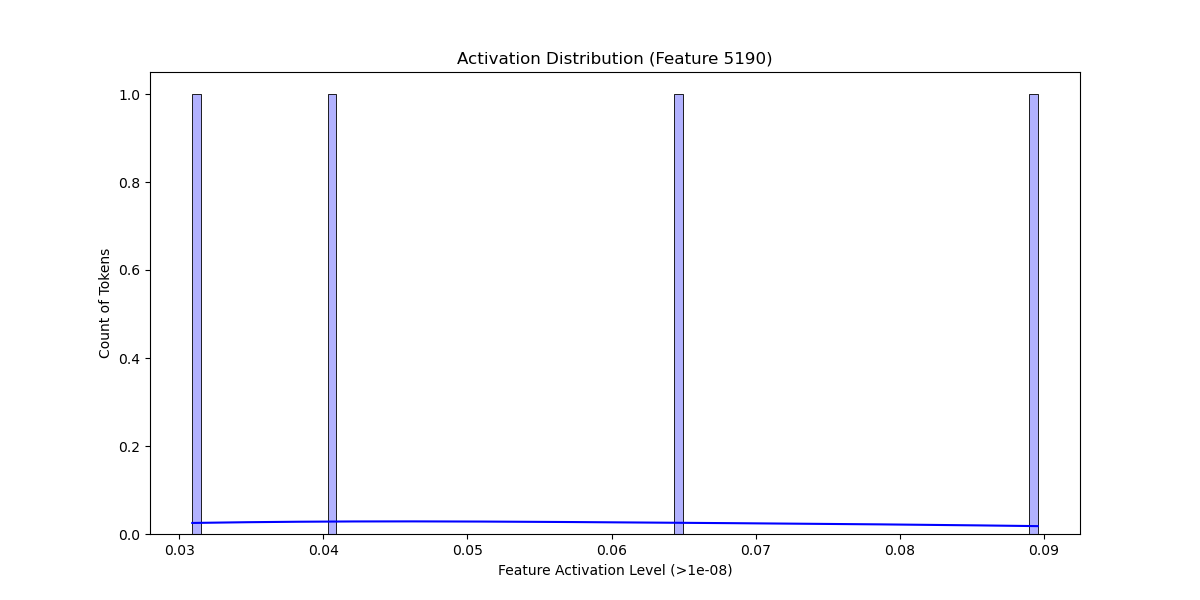 Activation Distribution (Feature 5190)
1.0
0.8
0.6
0.4
0.2
0.0
Count of Tokens
0.03 0.04 0.05 0.06 0.07 0.08 0.09
Feature Activation Level (>1e-08)